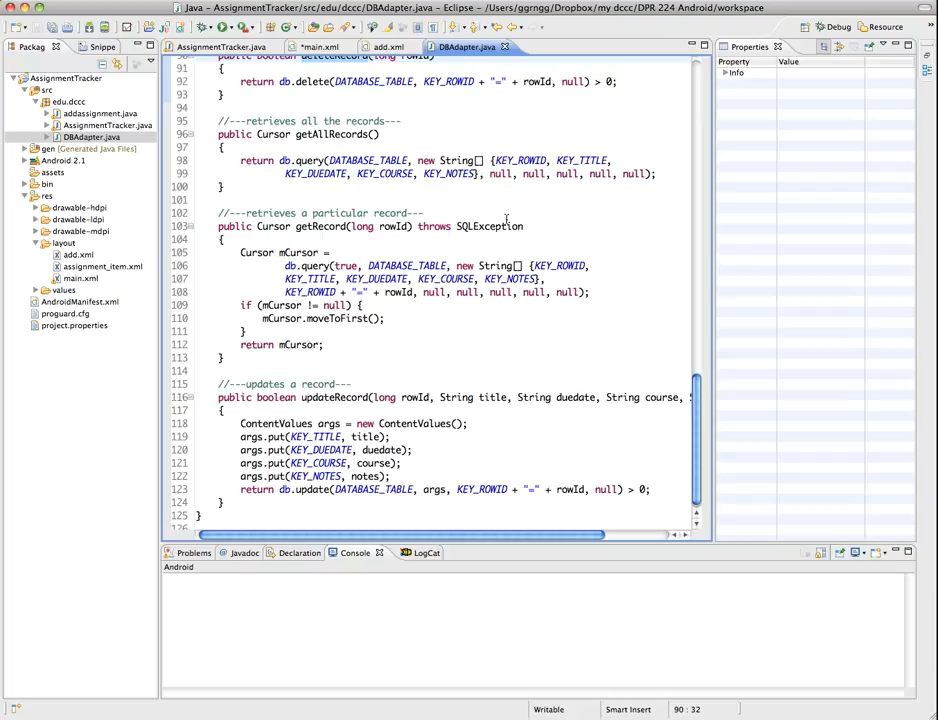 Java - AssignmentTracker/src/edu/dccc/DBAdapter.java - Eclipse - /Users/ggrngg/Dropbox/my dccc/DPR 224 Android/workspace
Debug Resource
Packag Snippe
AssignmentTracker.java *main.xml add.xml DBAdapter.java
Properties
Property Value
Info
AssignmentTracker
src
edu.dccc
addassignment.java
AssignmentTracker.java
DBAdapter.java
gen [Generated Java Files]
Android 2.1
assets
bin
res
drawable-hdpi
drawable-ldpi
drawable-mdpi
layout
add.xml
assignment_item.xml
main.xml
values
AndroidManifest.xml
proguard.cfg
project.properties
90 public boolean deleteRecord(long rowId)
91 {
92 return db.delete(DATABASE_TABLE, KEY_ROWID + "=" + rowId, null) > 0;
93 }
94
95 //---retrieves all the records---
96 public Cursor getAllRecords()
97 {
98 return db.query(DATABASE_TABLE, new String[] {KEY_ROWID, KEY_TITLE,
99 KEY_DUEDATE, KEY_COURSE, KEY_NOTES}, null, null, null, null, null);
100 }
101
102 //---retrieves a particular record---
103 public Cursor getRecord(long rowId) throws SQLException
104 {
105 Cursor mCursor =
106 db.query(true, DATABASE_TABLE, new String[] {KEY_ROWID,
107 KEY_TITLE, KEY_DUEDATE, KEY_COURSE, KEY_NOTES},
108 KEY_ROWID + "=" + rowId, null, null, null, null, null);
109 if (mCursor != null) {
110 mCursor.moveToFirst();
111 }
112 return mCursor;
113 }
114
115 //---updates a record---
116 public boolean updateRecord(long rowId, String title, String duedate, String course,
117 {
118 ContentValues args = new ContentValues();
119 args.put(KEY_TITLE, title);
120 args.put(KEY_DUEDATE, duedate);
121 args.put(KEY_COURSE, course);
122 args.put(KEY_NOTES, notes);
123 return db.update(DATABASE_TABLE, args, KEY_ROWID + "=" + rowId, null) > 0;
124 }
125 }
126
Problems Javadoc Declaration Console LogCat
Android
Writable Smart Insert 90 : 32